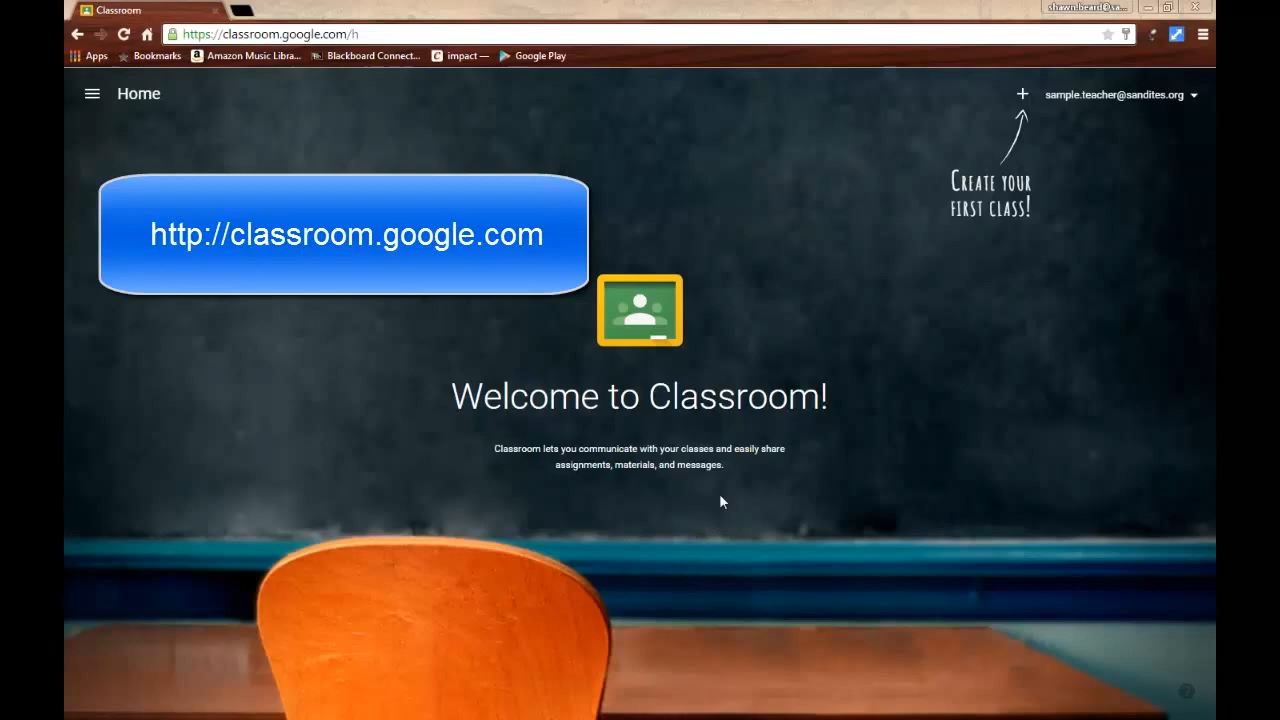 Classroom
shawnbeard@sa...
https://classroom.google.com/h
Apps
Bookmarks
Amazon Music Libra...
Blackboard Connect...
impact —
Google Play
Home
sample.teacher@sandites.org
CREATE YOUR
FIRST CLASS!
http://classroom.google.com
Welcome to Classroom!
Classroom lets you communicate with your classes and easily share
assignments, materials, and messages.